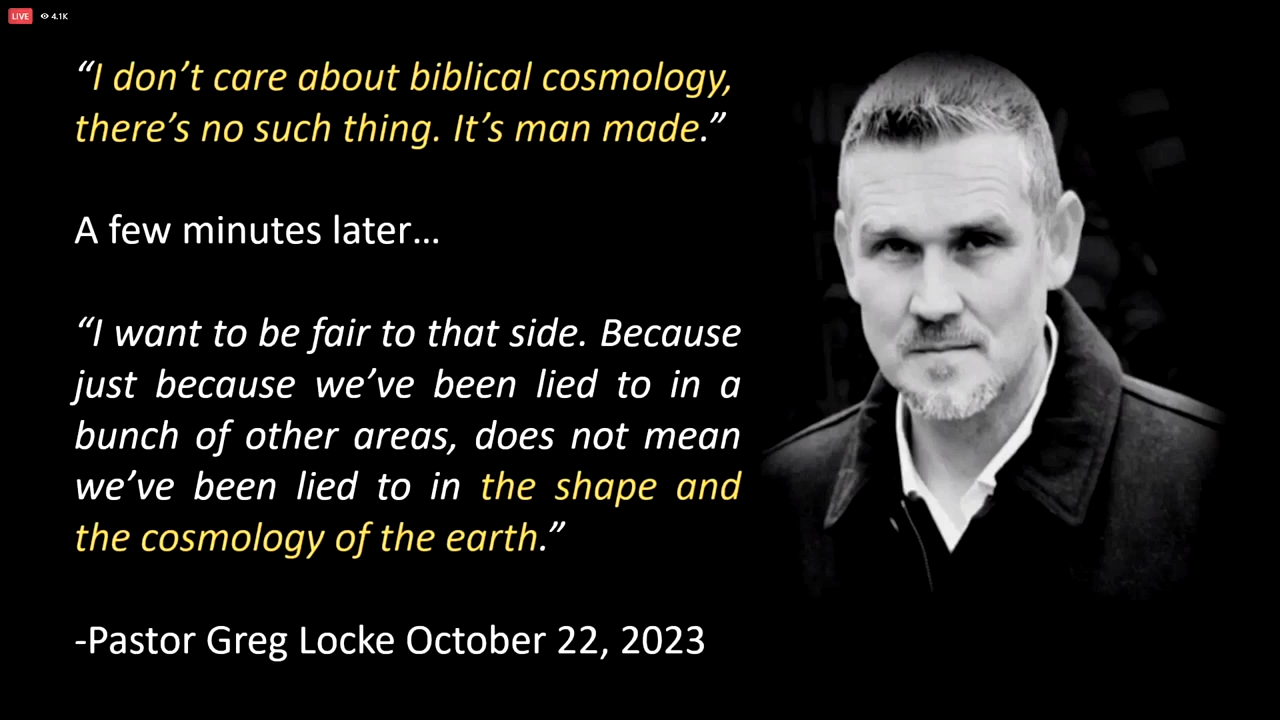 LIVE 4.1K
“I don’t care about biblical cosmology,
there’s no such thing. It’s man made.”
A few minutes later…
“I want to be fair to that side. Because
just because we’ve been lied to in a
bunch of other areas, does not mean
we’ve been lied to in the shape and
the cosmology of the earth.”
-Pastor Greg Locke October 22, 2023